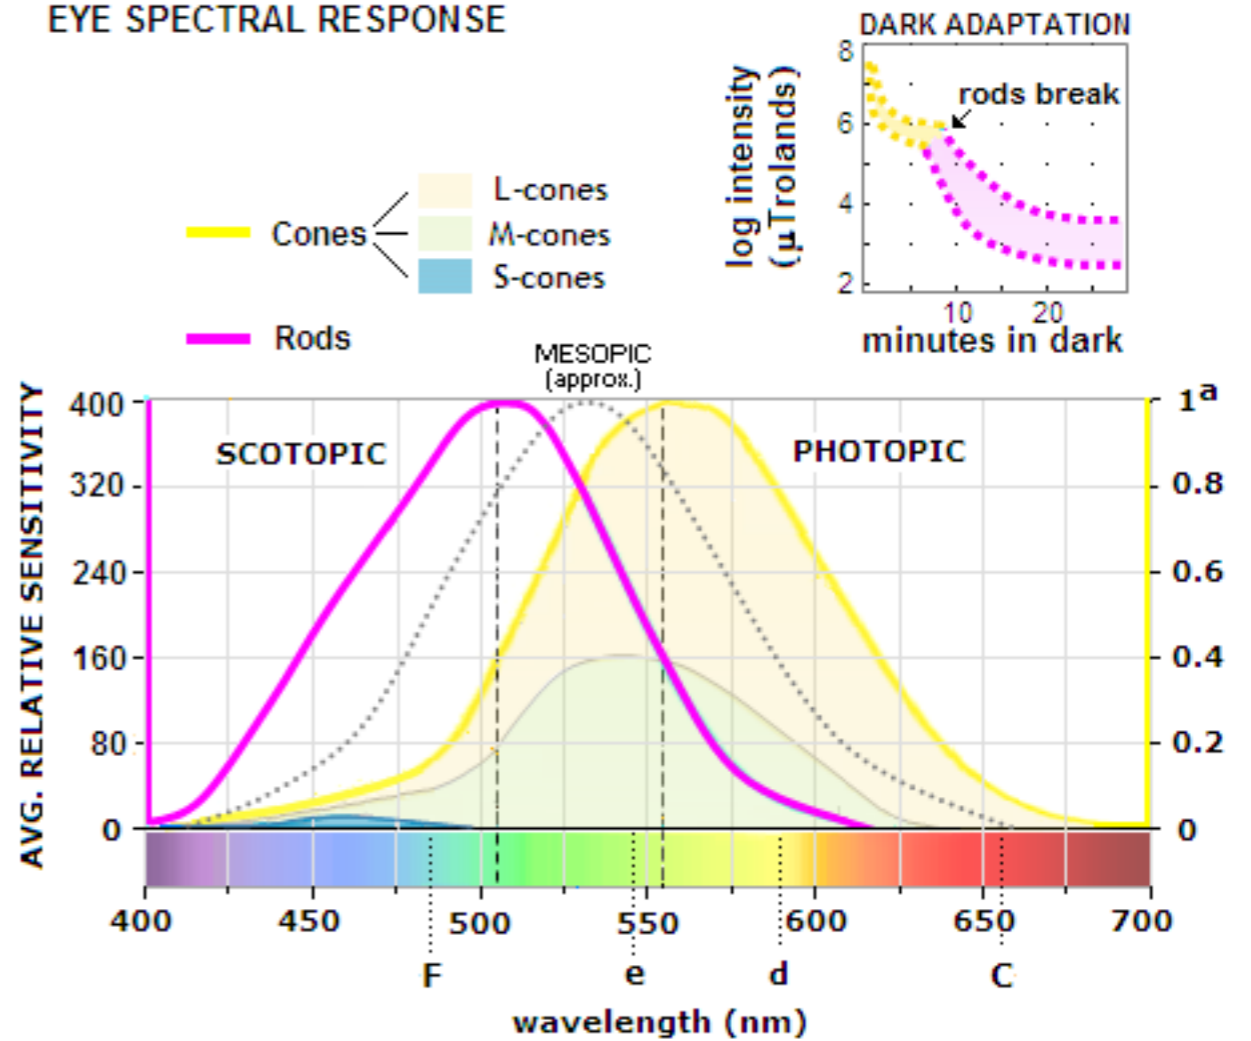 EYE SPECTRAL RESPONSE
DARK ADAPTATION
log intensity
(µTrolands)
8
6
4
2
rods break
10 20
minutes in dark
Cones
L-cones
M-cones
S-cones
Rods
MESOPIC
(approx.)
AVG. RELATIVE SENSITIVITY
400
320
240
160
80
0
SCOTOPIC
PHOTOPIC
1a
0.8
0.6
0.4
0.2
0
400 450 500 550 600 650 700
F e d C
wavelength (nm)